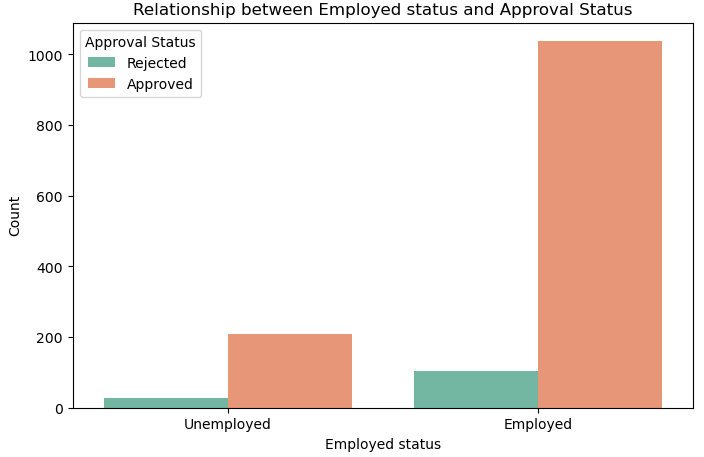 Relationship between Employed status and Approval Status
Approval Status
Rejected
Approved
1000
800
600
400
200
0
Count
Unemployed
Employed
Employed status